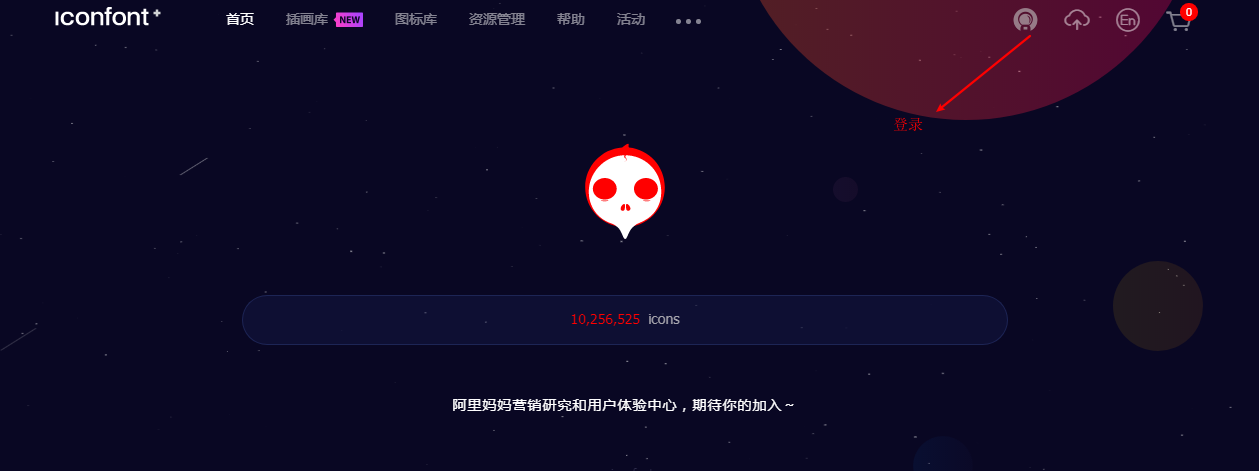 iconfont+ 首页 插画库 NEW 图标库 资源管理 帮助 活动 En 0
登录
10,256,525 icons
阿里妈妈营销研究和用户体验中心，期待你的加入～